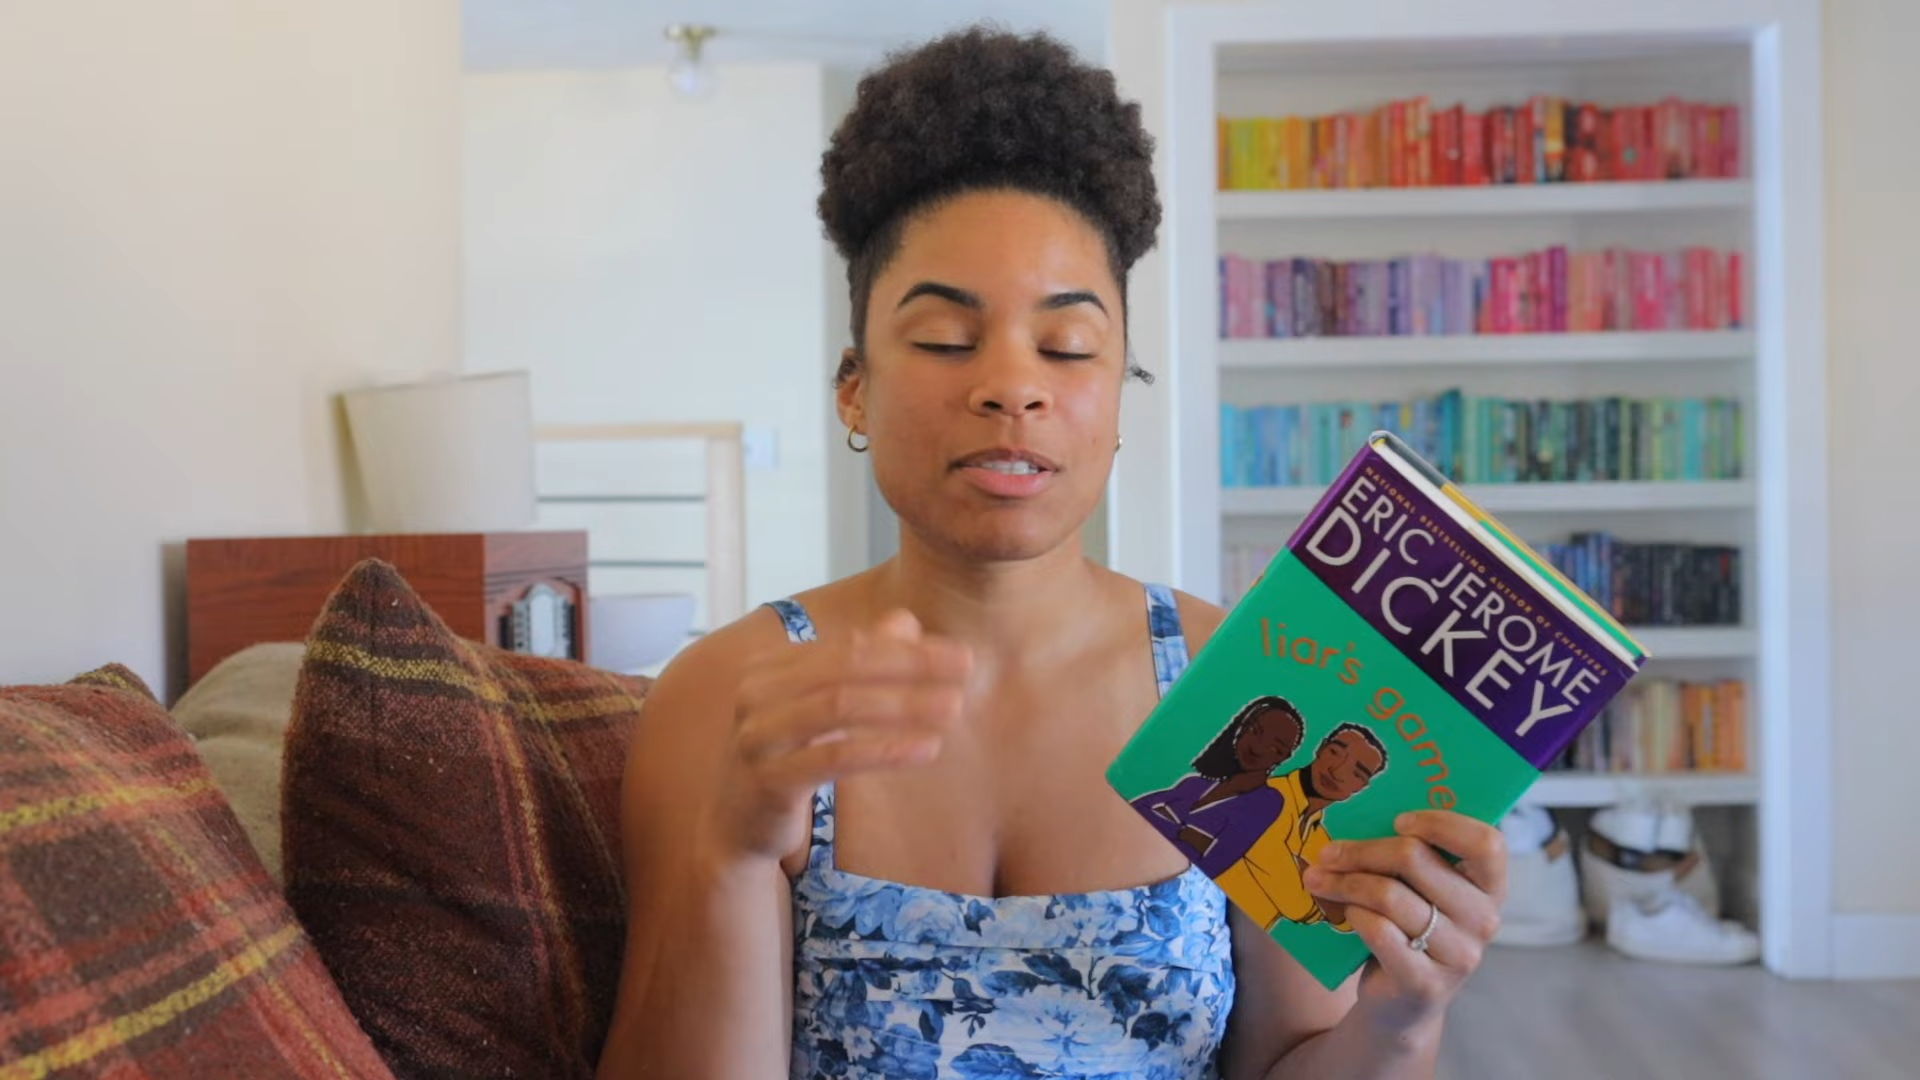 NATIONAL BESTSELLING AUTHOR OF CHEATERS
ERIC JEROME
DICKEY
liar's game